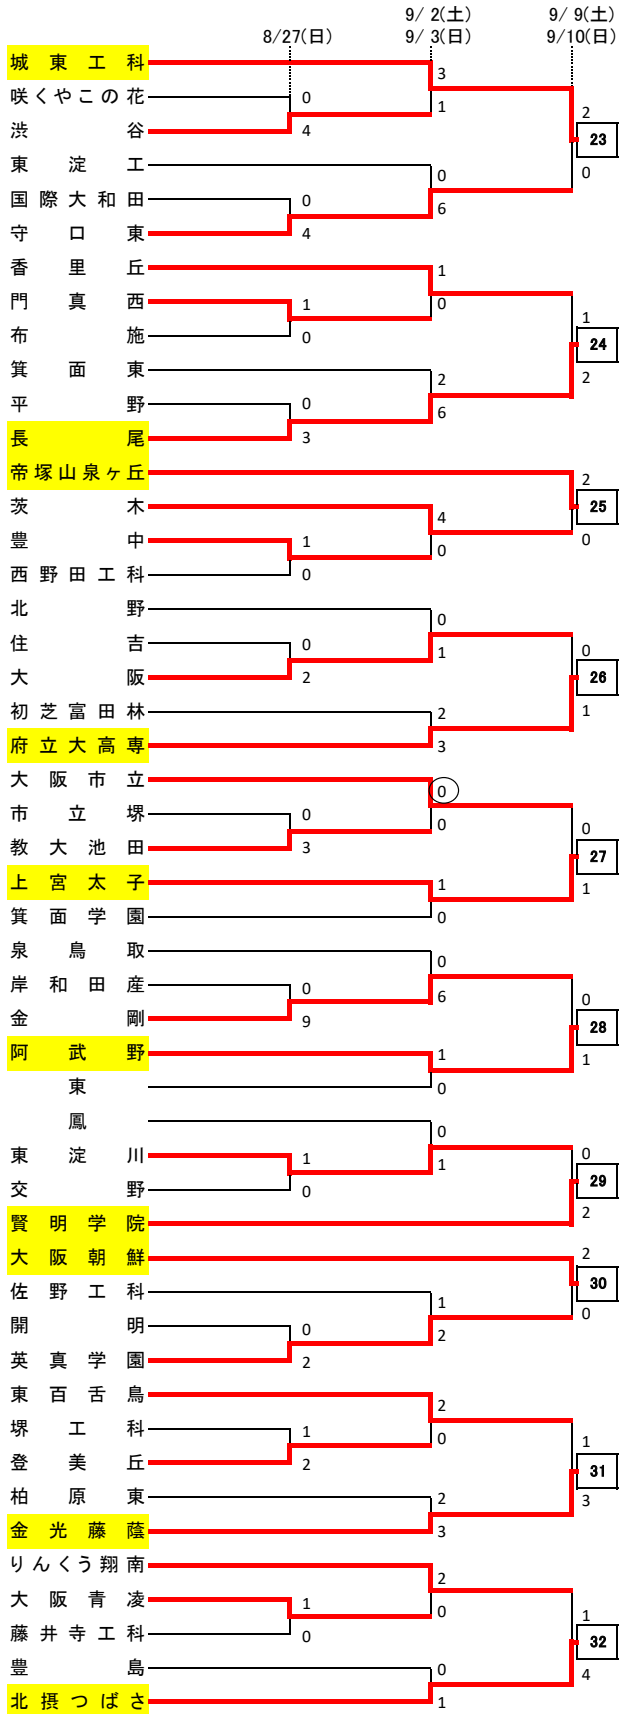 9/ 2(土) 9/ 9(土)
8/27(日) 9/ 3(日) 9/10(日)
城東工科
3
咲くやこの花
0
1
2
渋谷
4
23
東淀工
0
0
国際大和田
0
6
守口東
4
香里丘
1
門真西
1
0
1
布施
0
24
箕面東
2
2
平野
0
6
長尾
3
帝塚山泉ヶ丘
2
茨木
4
25
豊中
1
0
0
西野田工科
0
北野
0
住吉
0
1
0
大阪
2
26
初芝富田林
2
1
府立大高専
3
大阪市立
0
市立堺
0
0
0
教大池田
3
27
上宮太子
1
1
箕面学園
0
泉鳥取
0
岸和田産
0
6
0
金剛
9
28
阿武野
1
1
東
0
鳳
0
東淀川
1
1
0
交野
0
29
賢明学院
2
大阪朝鮮
2
30
佐野工科
1
0
開明
0
2
英真学園
2
東百舌鳥
2
堺工科
1
0
1
登美丘
2
31
柏原東
2
3
金光藤蔭
3
りんくう翔南
2
大阪青凌
1
0
1
藤井寺工科
0
32
豊島
0
4
北摂つばさ
1